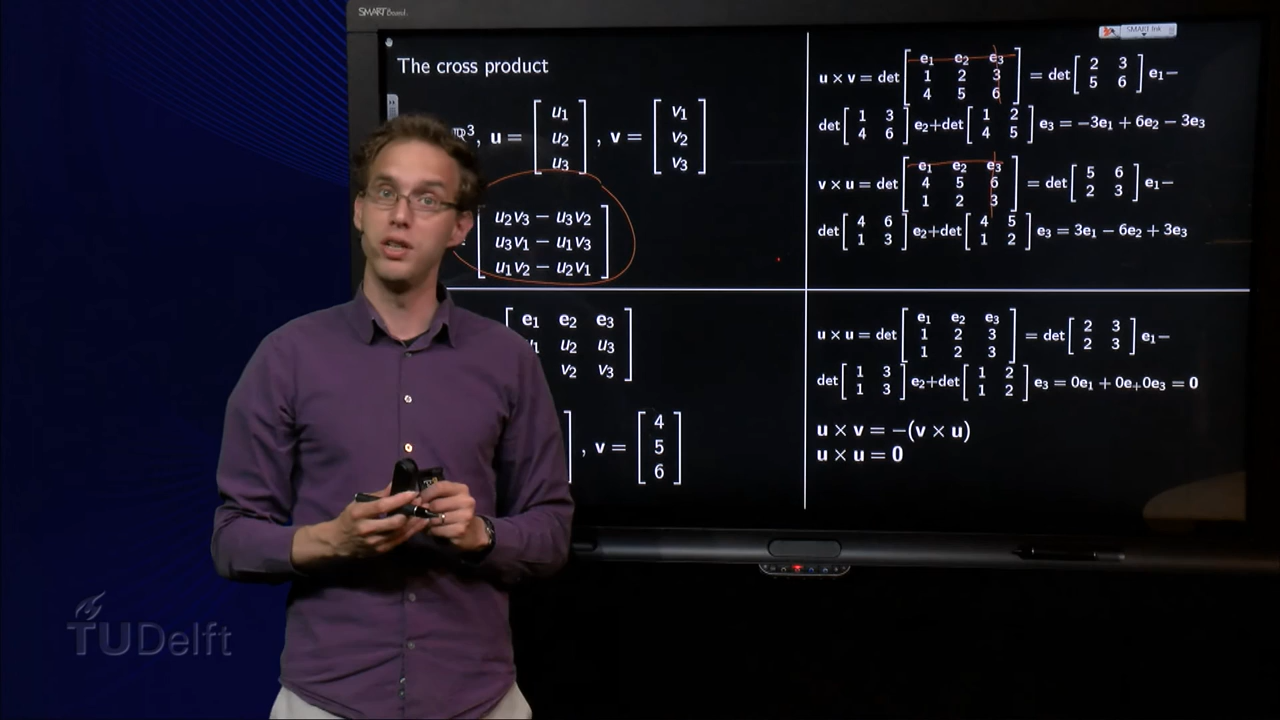 SMART Board
SMART Ink
The cross product
ℝ³, u = [u₁ u₂ u₃], v = [v₁ v₂ v₃]
[u₂v₃ − u₃v₂
u₃v₁ − u₁v₃
u₁v₂ − u₂v₁]
[e₁ e₂ e₃
u₂ u₃
v₂ v₃]
], v = [4 5 6]
u × v = det [e₁ e₂ e₃; 1 2 3; 4 5 6] = det [2 3; 5 6] e₁−
det [1 3; 4 6] e₂+det [1 2; 4 5] e₃ = −3e₁ + 6e₂ − 3e₃
v × u = det [e₁ e₂ e₃; 4 5 6; 1 2 3] = det [5 6; 2 3] e₁−
det [4 6; 1 3] e₂+det [4 5; 1 2] e₃ = 3e₁ − 6e₂ + 3e₃
u × u = det [e₁ e₂ e₃; 1 2 3; 1 2 3] = det [2 3; 2 3] e₁−
det [1 3; 1 3] e₂+det [1 2; 1 2] e₃ = 0e₁ + 0e₊0e₃ = 0
u × v = −(v × u)
u × u = 0
TUDelft